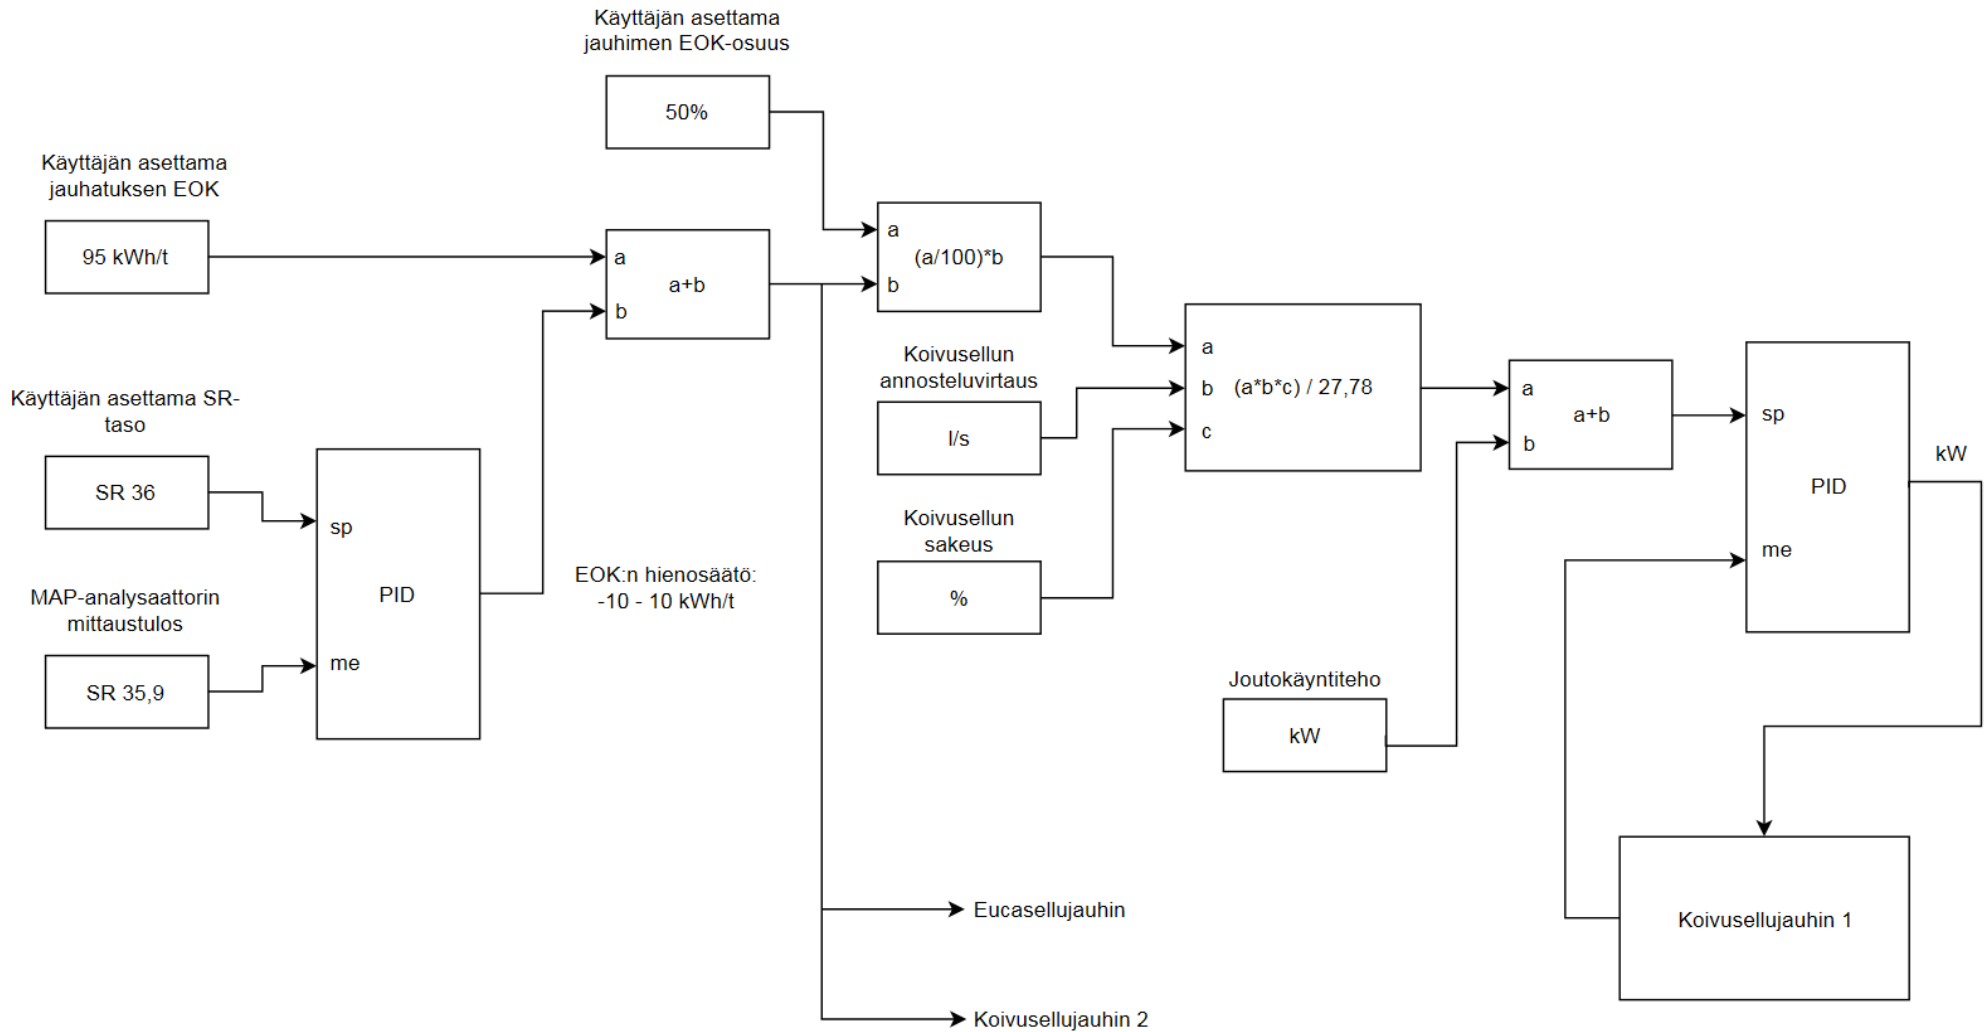 Käyttäjän asettama
jauhimen EOK-osuus
50%
Käyttäjän asettama
jauhatuksen EOK
95 kWh/t
a
a+b
b
a
(a/100)*b
b
Käyttäjän asettama SR-
taso
SR 36
MAP-analysaattorin
mittaustulos
SR 35,9
sp
PID
me
EOK:n hienosäätö:
-10 - 10 kWh/t
Koivusellun
annosteluvirtaus
l/s
Koivusellun
sakeus
%
a
b
(a*b*c) / 27,78
c
Joutokäyntiteho
kW
a
a+b
b
sp
PID
me
kW
Koivusellujauhin 1
Eucasellujauhin
Koivusellujauhin 2